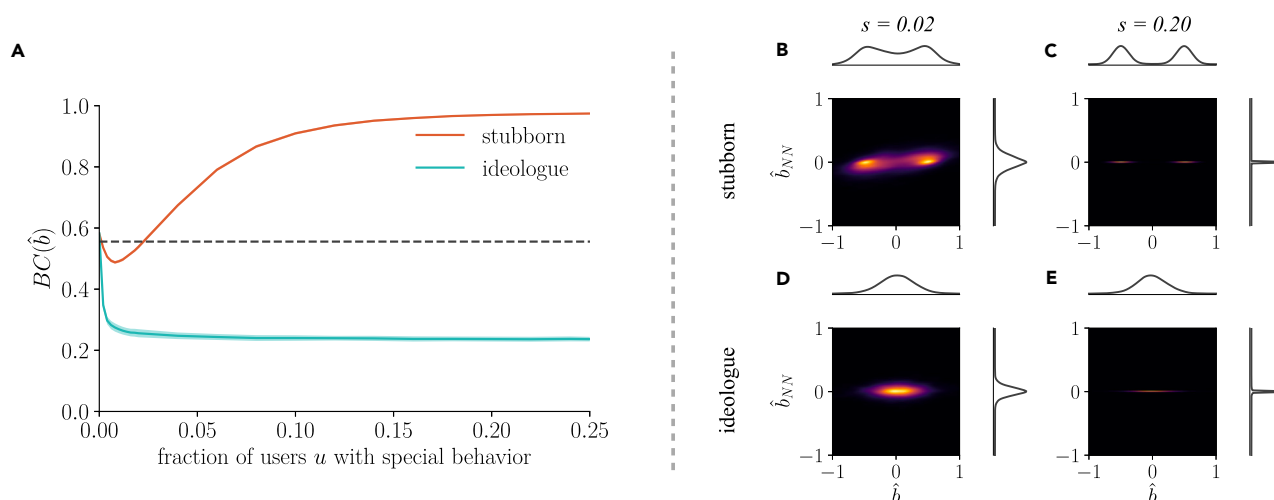 A
1.0
0.8
0.6
0.4
0.2
0.0
BC(b̂)
0.00 0.05 0.10 0.15 0.20 0.25
fraction of users u with special behavior
stubborn
ideologue
s = 0.02
s = 0.20
B
C
stubborn
b̂NN
1
0
−1
−1 0 1
1
0
−1
−1 0 1
D
E
ideologue
b̂NN
1
0
−1
−1 0 1
b̂
1
0
−1
−1 0 1
b̂